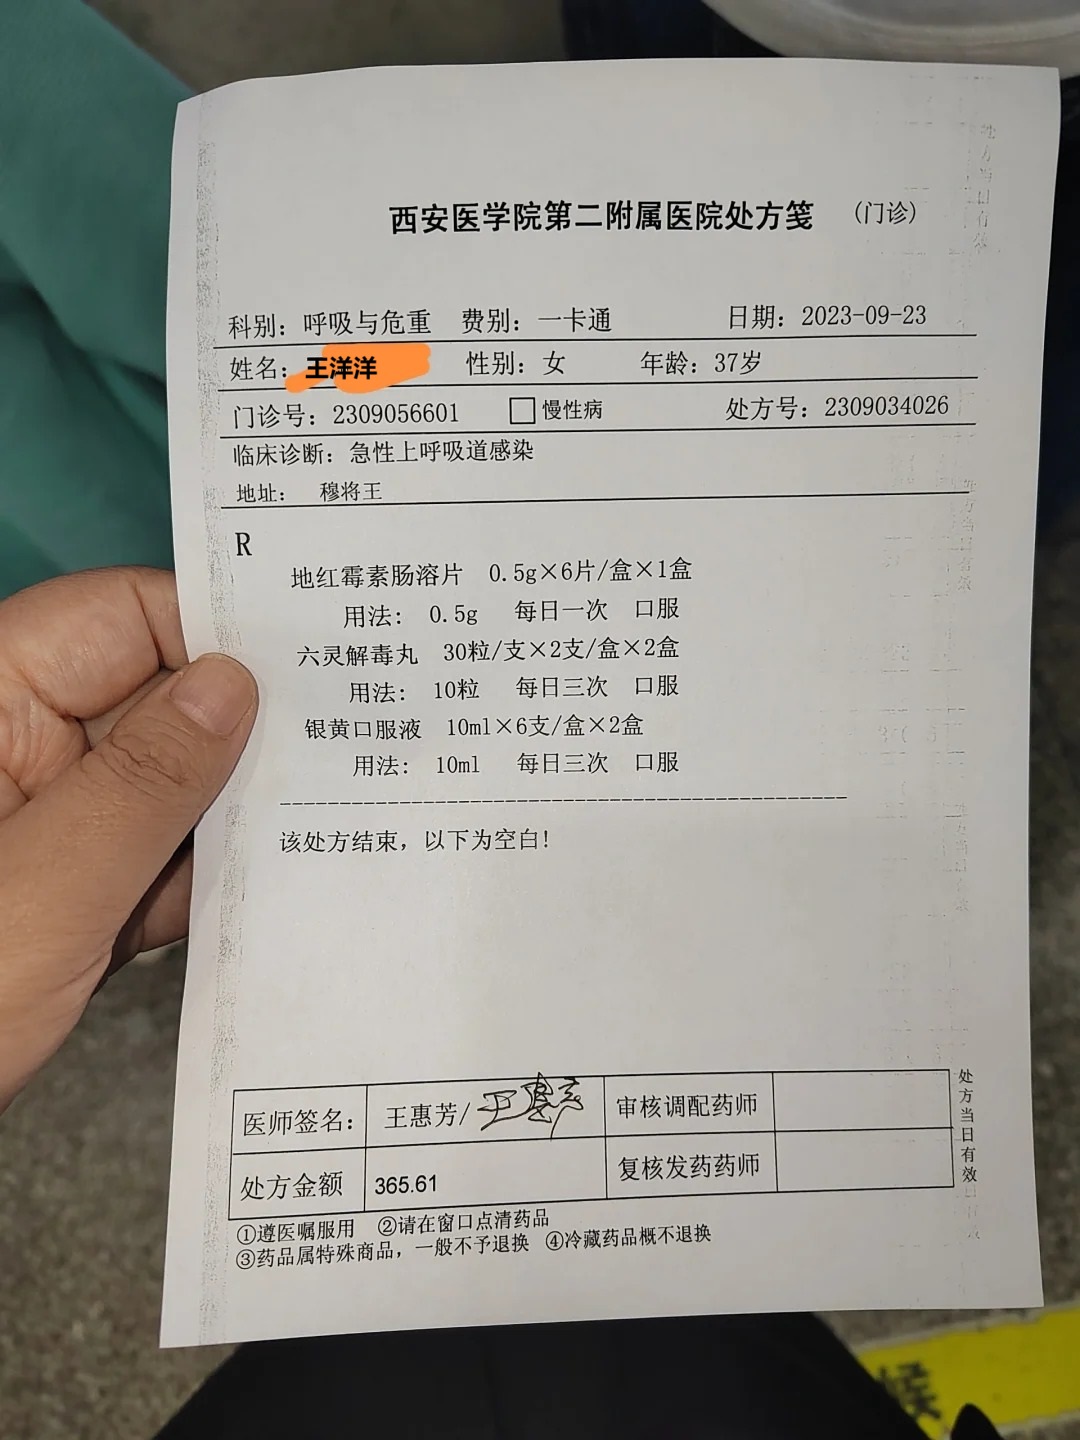 西安医学院第二附属医院处方笺 (门诊)
科别: 呼吸与危重 费别: 一卡通 日期: 2023-09-23
姓名: 王洋洋 性别: 女 年龄: 37岁
门诊号: 2309056601 □慢性病 处方号: 2309034026
临床诊断: 急性上呼吸道感染
地址: 穆将王
R
地红霉素肠溶片 0.5g×6片/盒×1盒
用法: 0.5g 每日一次 口服
六灵解毒丸 30粒/支×2支/盒×2盒
用法: 10粒 每日三次 口服
银黄口服液 10ml×6支/盒×2盒
用法: 10ml 每日三次 口服
该处方结束，以下为空白!
医师签名: 王惠芳/ 审核调配药师
处方金额 365.61 复核发药药师
处方当日有效
①遵医嘱服用 ②请在窗口点清药品
③药品属特殊商品，一般不予退换 ④冷藏药品概不退换
候